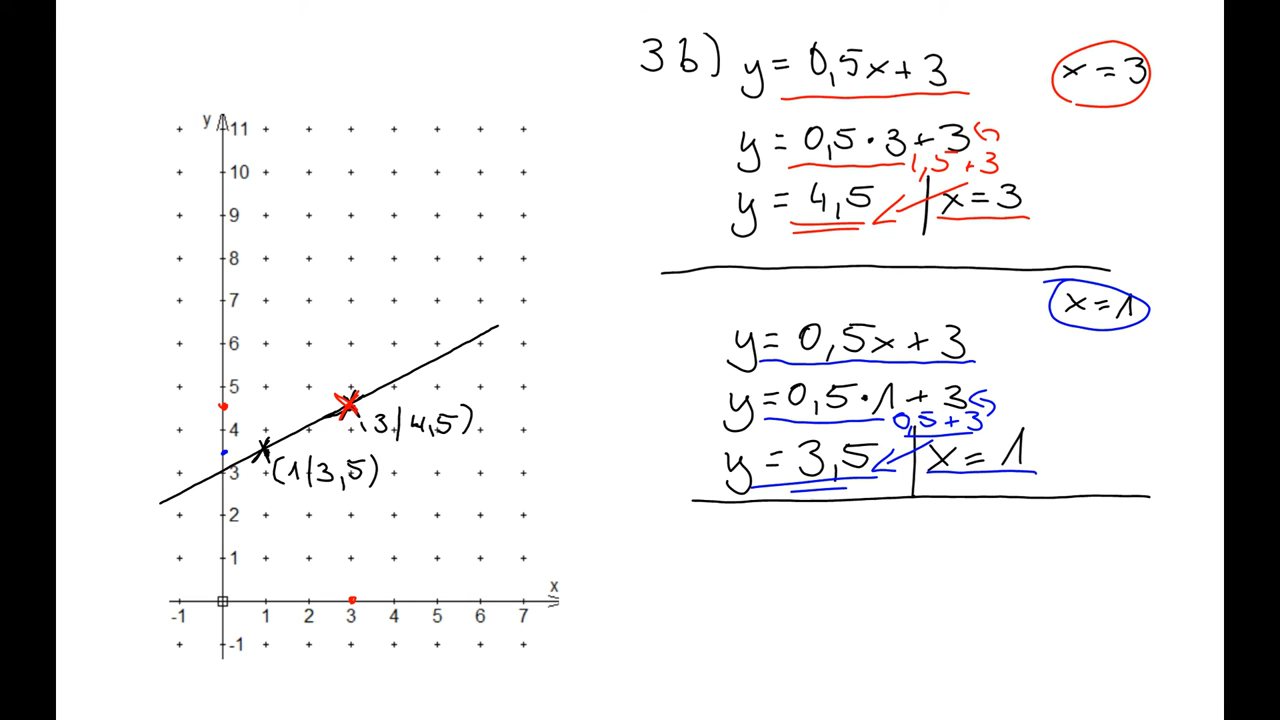 3b) y = 0,5x + 3
x = 3
y = 0,5 · 3 + 3
1,5 + 3
y = 4,5 | x = 3
x = 1
y = 0,5x + 3
y = 0,5 · 1 + 3
0,5 + 3
y = 3,5 | x = 1
y
11
10
9
8
7
6
5
4
(3|4,5)
3
(1|3,5)
2
1
x
-1 1 2 3 4 5 6 7
-1